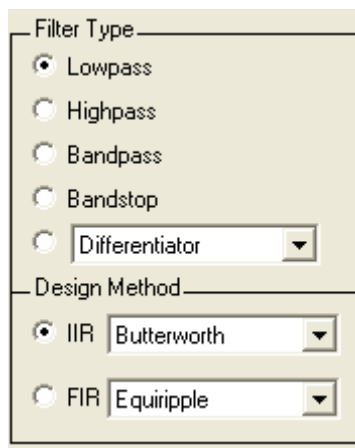 Filter Type
Lowpass
Highpass
Bandpass
Bandstop
Differentiator
Design Method
IIR Butterworth
FIR Equiripple